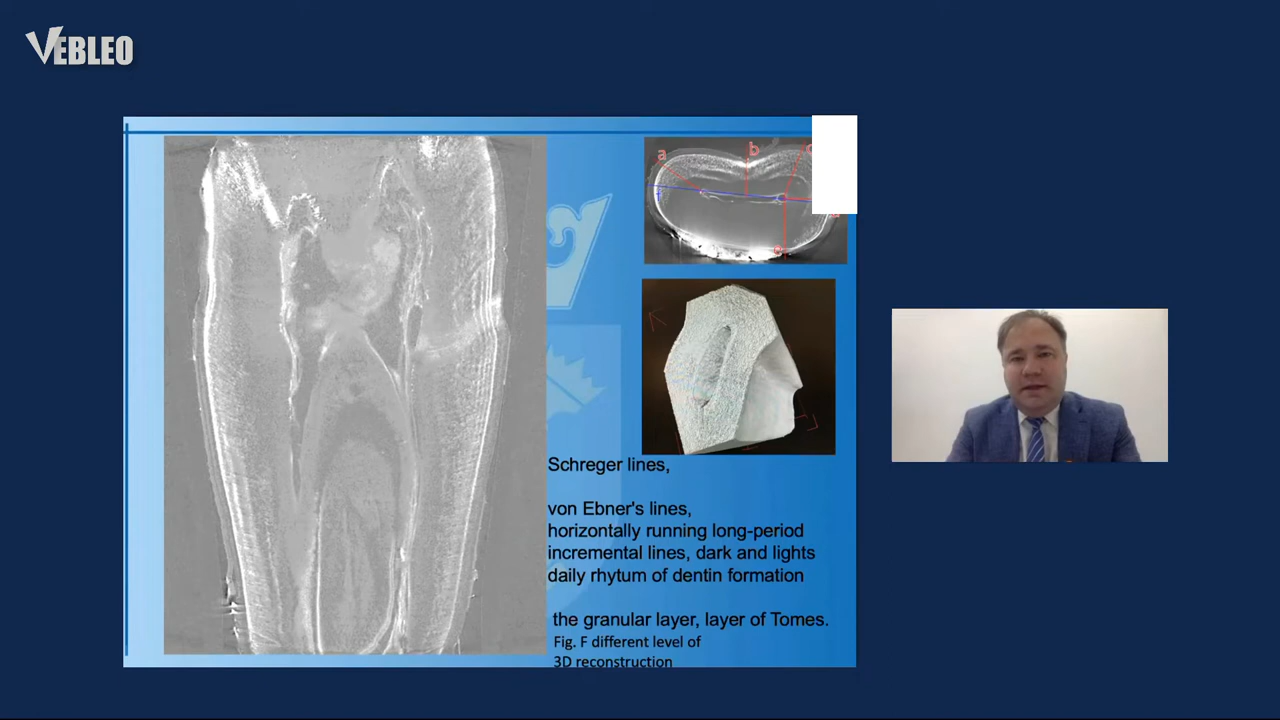 VEBLEO
a
b
Schreger lines,
von Ebner's lines,
horizontally running long-period
incremental lines, dark and lights
daily rhytum of dentin formation
the granular layer, layer of Tomes.
Fig. F different level of
3D reconstruction